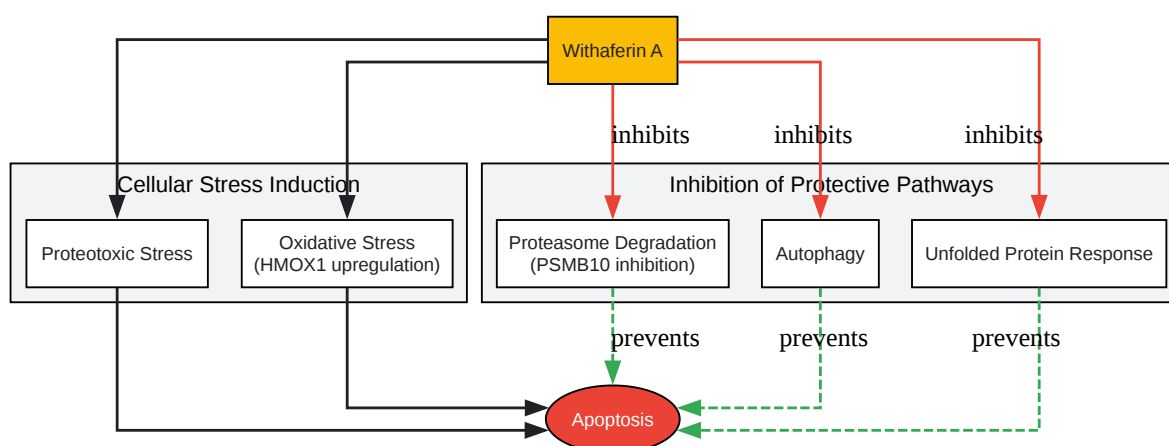 Withaferin A
inhibits
inhibits
inhibits
Cellular Stress Induction
Inhibition of Protective Pathways
Proteotoxic Stress
Oxidative Stress
(HMOX1 upregulation)
Proteasome Degradation
(PSMB10 inhibition)
Autophagy
Unfolded Protein Response
prevents
prevents
prevents
Apoptosis